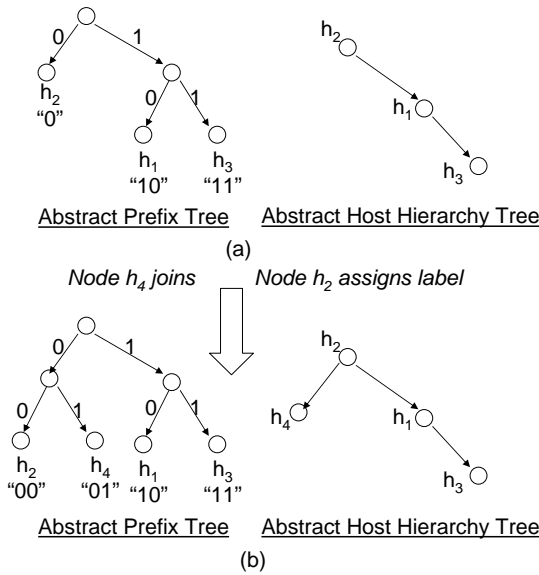 0 1
h2
h2 0 1 h1
"0"
h1 h3 h3
"10" "11"
Abstract Prefix Tree Abstract Host Hierarchy Tree
(a)
Node h4 joins Node h2 assigns label
0 1 h2
0 1 0 1 h4 h1
h2 h4 h1 h3 h3
"00" "01" "10" "11"
Abstract Prefix Tree Abstract Host Hierarchy Tree
(b)